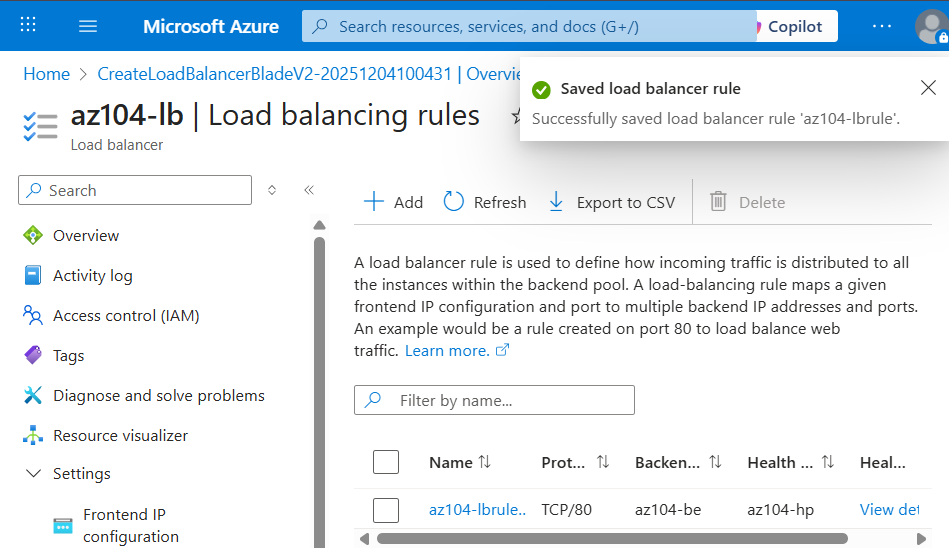 Microsoft Azure
Search resources, services, and docs (G+/)
Copilot
...
Home > CreateLoadBalancerBladeV2-20251204100431 | Overvie
Saved load balancer rule
Successfully saved load balancer rule 'az104-lbrule'.
az104-lb | Load balancing rules
Load balancer
Search
Add
Refresh
Export to CSV
Delete
Overview
Activity log
Access control (IAM)
Tags
Diagnose and solve problems
Resource visualizer
Settings
Frontend IP
configuration
A load balancer rule is used to define how incoming traffic is distributed to all
the instances within the backend pool. A load-balancing rule maps a given
frontend IP configuration and port to multiple backend IP addresses and ports.
An example would be a rule created on port 80 to load balance web
traffic. Learn more.
Filter by name...
Name Prot... Backen... Health ... Heal...
az104-lbrule.. TCP/80 az104-be az104-hp View det